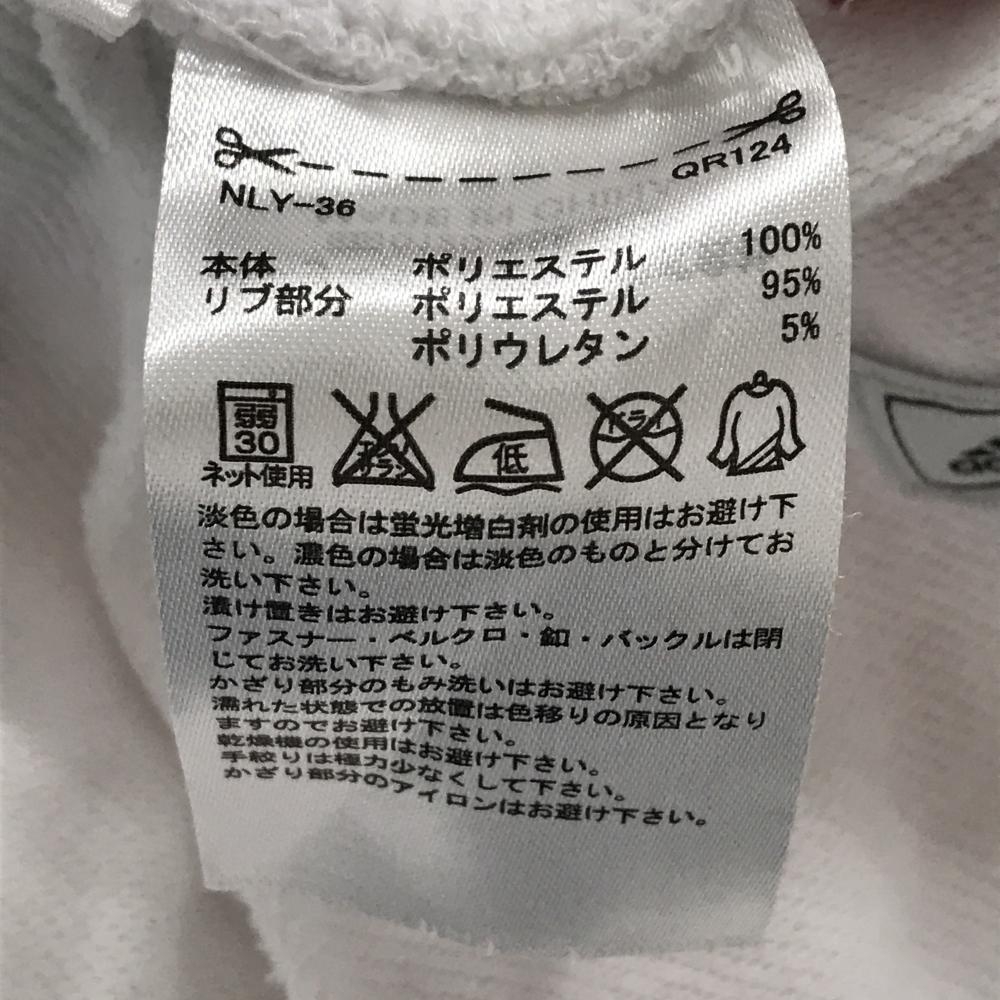 QR124
NLY-36
本体 ポリエステル 100%
リブ部分 ポリエステル 95%
ポリウレタン 5%
弱 30 低 ドライ
ネット使用
淡色の場合は蛍光増白剤の使用はお避け下
さい。濃色の場合は淡色のものと分けてお
洗い下さい。
漬け置きはお避け下さい。
ファスナー・ベルクロ・釦・バックルは閉
じてお洗い下さい。
かざり部分のもみ洗いはお避け下さい。
濡れた状態での放置は色移りの原因となり
ますのでお避け下さい。
乾燥機の使用はお避け下さい。
手絞りは極力少なくして下さい。
かざり部分のアイロンはお避け下さい。